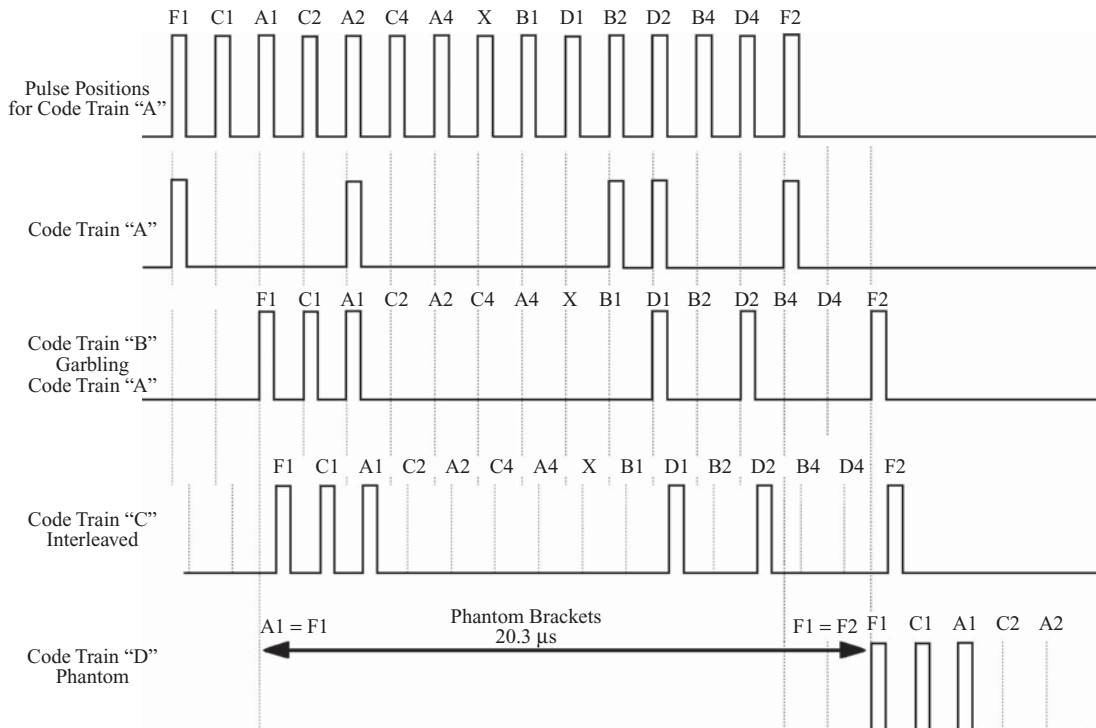 F1 C1 A1 C2 A2 C4 A4 X B1 D1 B2 D2 B4 D4 F2
Pulse Positions
for Code Train “A”
Code Train “A”
F1 C1 A1 C2 A2 C4 A4 X B1 D1 B2 D2 B4 D4 F2
Code Train “B”
Garbling
Code Train “A”
F1 C1 A1 C2 A2 C4 A4 X B1 D1 B2 D2 B4 D4 F2
Code Train “C”
Interleaved
A1 = F1
Phantom Brackets
20.3 μs
F1 = F2
F1 C1 A1 C2 A2
Code Train “D”
Phantom